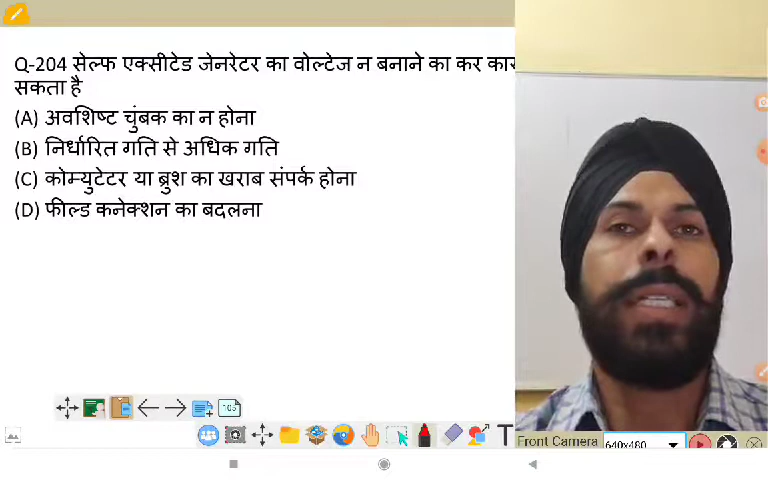 Q-204 सेल्फ एक्सीटेड जेनरेटर का वोल्टेज न बनाने का कर
सकता है
(A) अवशिष्ट चुंबक का न होना
(B) निर्धारित गति से अधिक गति
(C) कोम्युटेटर या ब्रुश का खराब संपर्क होना
(D) फील्ड कनेक्शन का बदलना
105
T
Front Camera 640x480